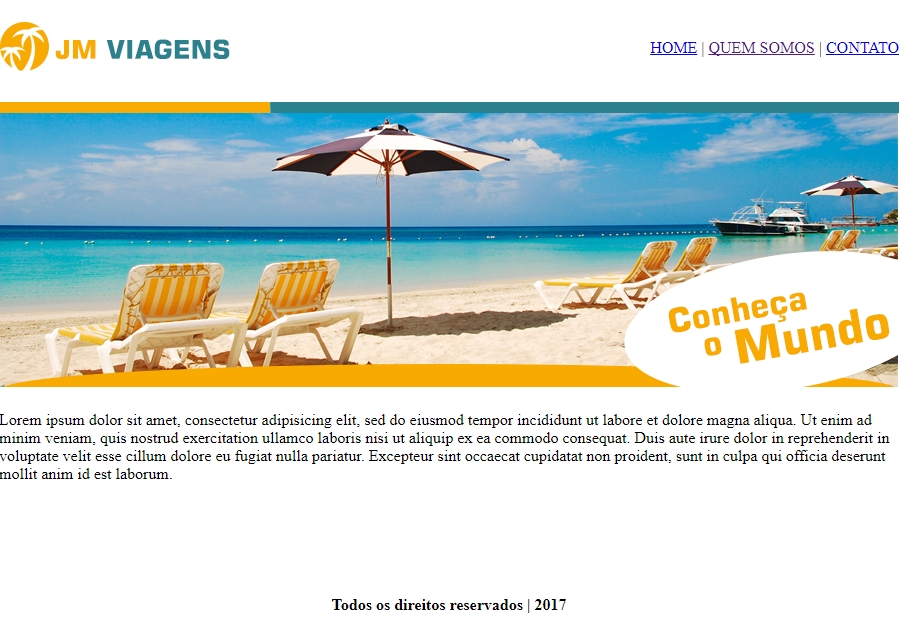 JM VIAGENS
HOME | QUEM SOMOS | CONTATO
Conheça
o Mundo
Lorem ipsum dolor sit amet, consectetur adipisicing elit, sed do eiusmod tempor incididunt ut labore et dolore magna aliqua. Ut enim ad
minim veniam, quis nostrud exercitation ullamco laboris nisi ut aliquip ex ea commodo consequat. Duis aute irure dolor in reprehenderit in
voluptate velit esse cillum dolore eu fugiat nulla pariatur. Excepteur sint occaecat cupidatat non proident, sunt in culpa qui officia deserunt
mollit anim id est laborum.
Todos os direitos reservados | 2017